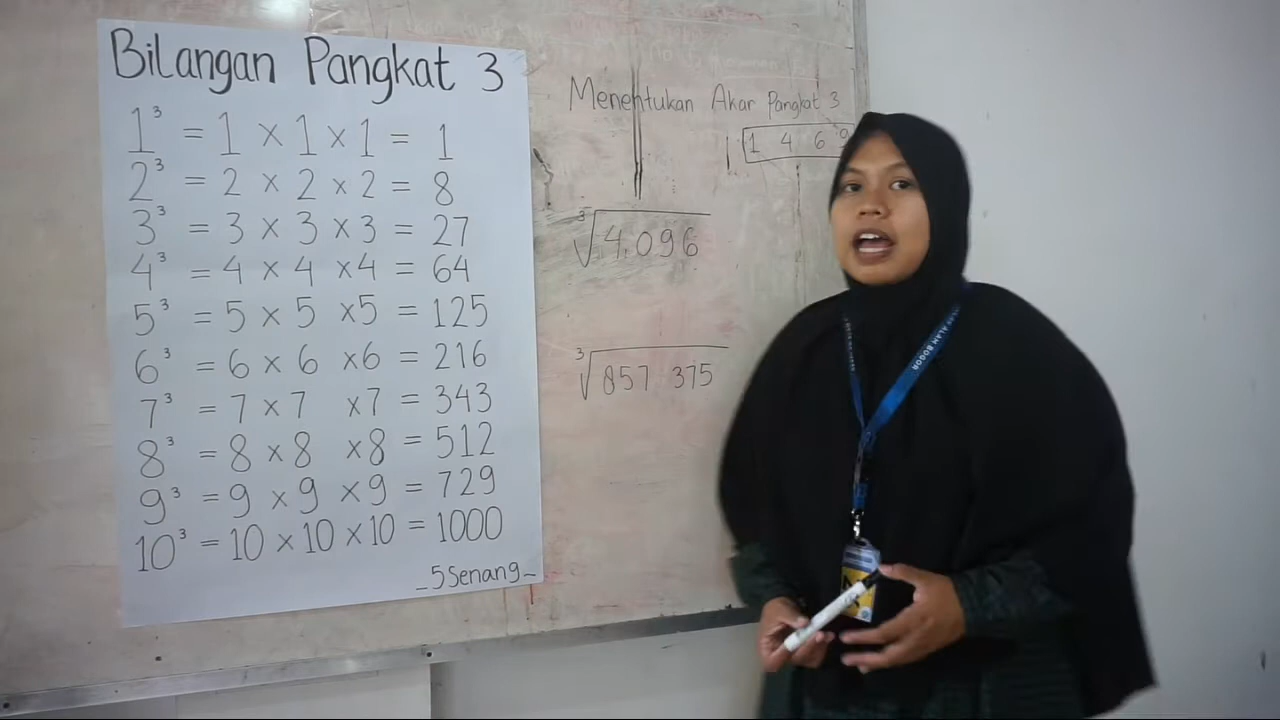 Bilangan Pangkat 3
1³ = 1 × 1 × 1 = 1
2³ = 2 × 2 × 2 = 8
3³ = 3 × 3 × 3 = 27
4³ = 4 × 4 × 4 = 64
5³ = 5 × 5 × 5 = 125
6³ = 6 × 6 × 6 = 216
7³ = 7 × 7 × 7 = 343
8³ = 8 × 8 × 8 = 512
9³ = 9 × 9 × 9 = 729
10³ = 10 × 10 × 10 = 1000
_5Senang_
Menentukan Akar Pangkat 3
1 4 6 9
³√4.096
³√857 375
BOGOR